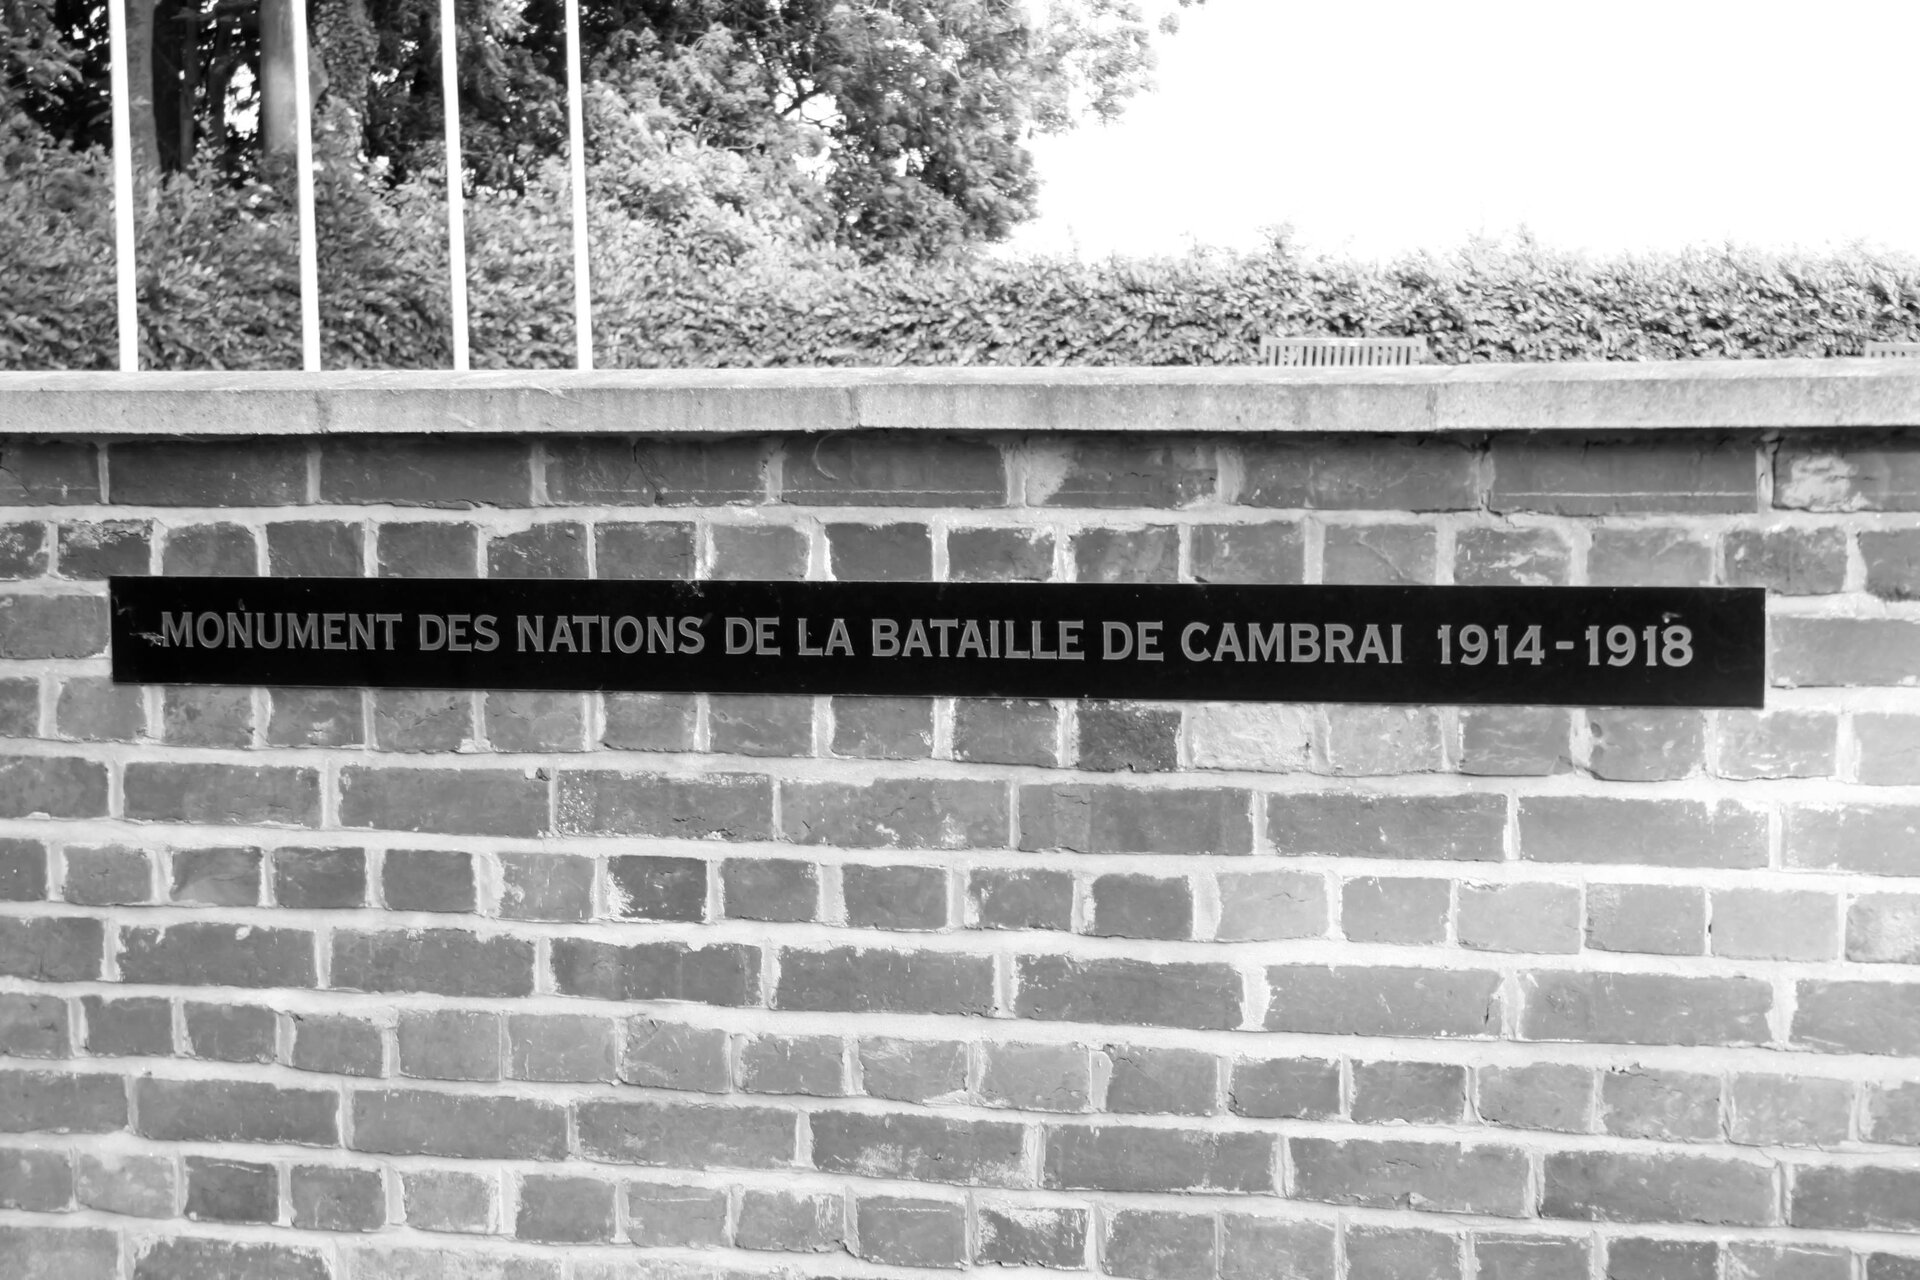 MONUMENT DES NATIONS DE LA BATAILLE DE CAMBRAI 1914-1918